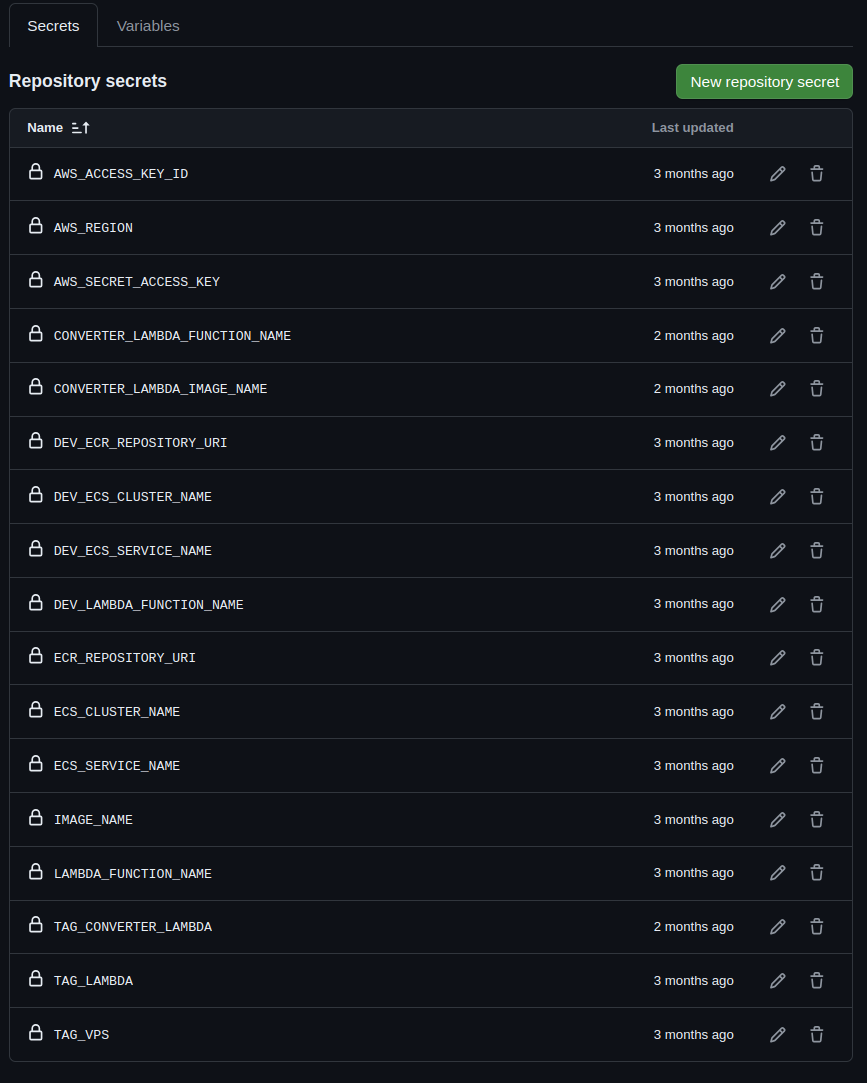 Secrets Variables
Repository secrets New repository secret
Name Last updated
AWS_ACCESS_KEY_ID 3 months ago
AWS_REGION 3 months ago
AWS_SECRET_ACCESS_KEY 3 months ago
CONVERTER_LAMBDA_FUNCTION_NAME 2 months ago
CONVERTER_LAMBDA_IMAGE_NAME 2 months ago
DEV_ECR_REPOSITORY_URI 3 months ago
DEV_ECS_CLUSTER_NAME 3 months ago
DEV_ECS_SERVICE_NAME 3 months ago
DEV_LAMBDA_FUNCTION_NAME 3 months ago
ECR_REPOSITORY_URI 3 months ago
ECS_CLUSTER_NAME 3 months ago
ECS_SERVICE_NAME 3 months ago
IMAGE_NAME 3 months ago
LAMBDA_FUNCTION_NAME 3 months ago
TAG_CONVERTER_LAMBDA 2 months ago
TAG_LAMBDA 3 months ago
TAG_VPS 3 months ago